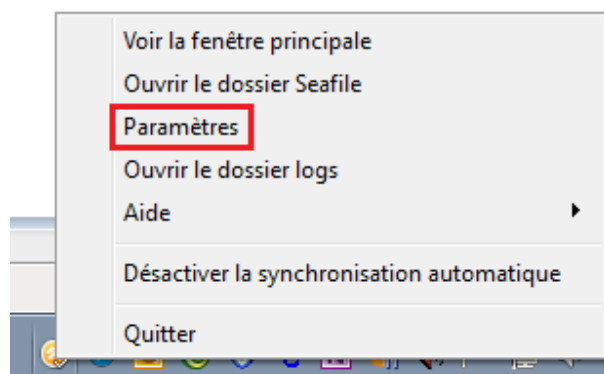 Voir la fenêtre principale
Ouvrir le dossier Seafile
Paramètres
Ouvrir le dossier logs
Aide
Désactiver la synchronisation automatique
Quitter